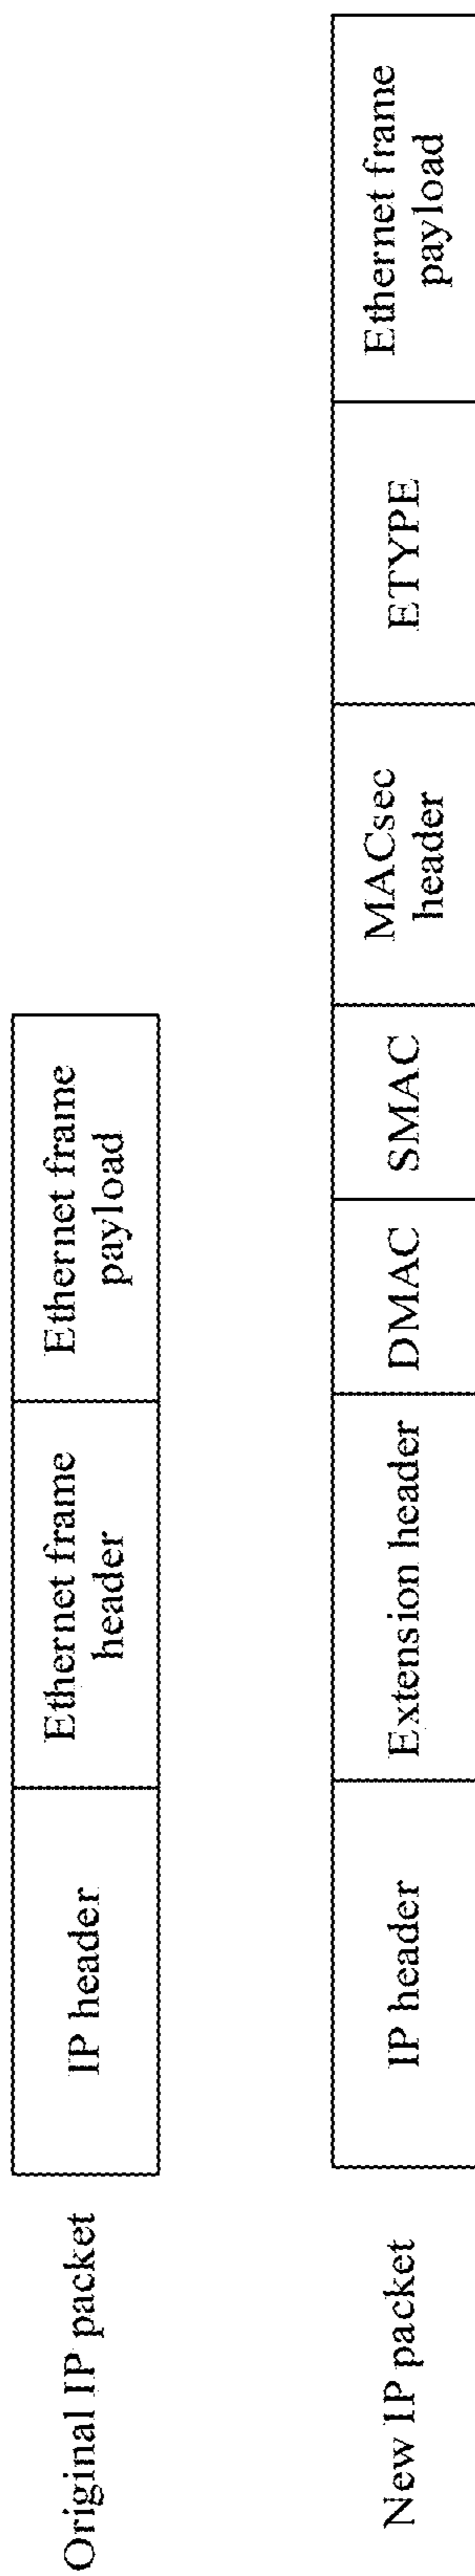 Original IP packet
IP header
Ethernet frame
header
Ethernet frame
payload
New IP packet
IP header
Extension header
DMAC
SMAC
MACsec
header
ETYPE
Ethernet frame
payload